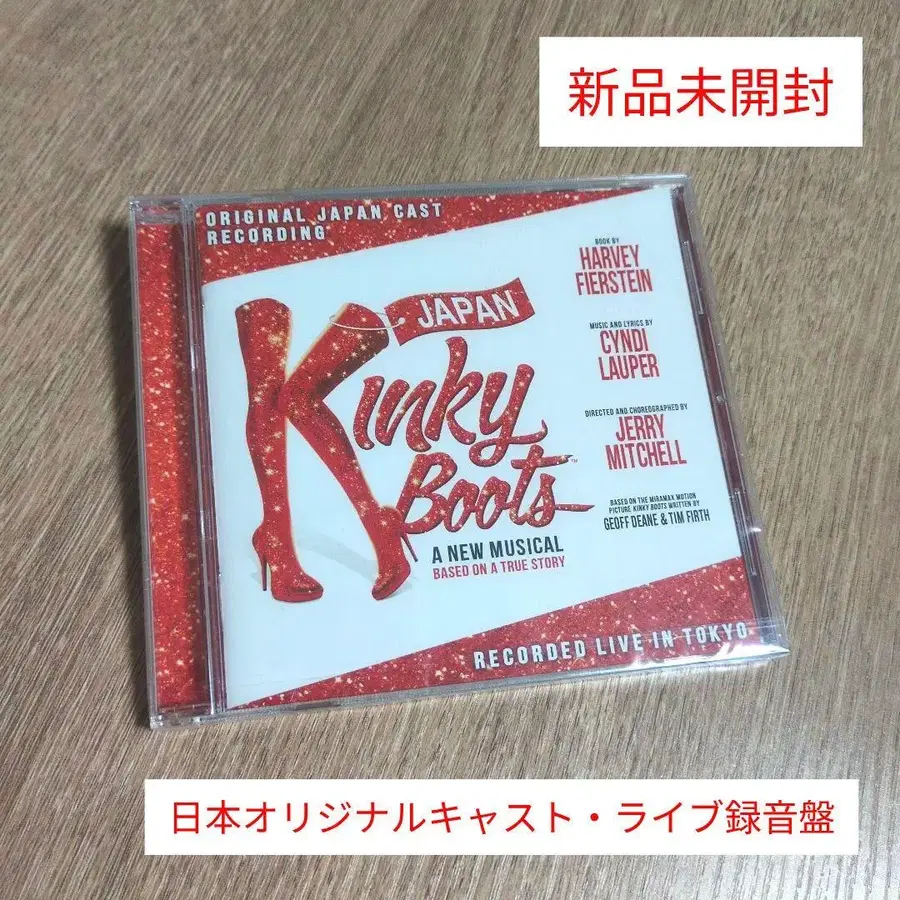 新品未開封
ORIGINAL JAPAN CAST
RECORDING
JAPAN
Kinky
Boots™
A NEW MUSICAL
BASED ON A TRUE STORY
BOOK BY
HARVEY
FIERSTEIN
MUSIC AND LYRICS BY
CYNDI
LAUPER
DIRECTED AND CHOREOGRAPHED BY
JERRY
MITCHELL
BASED ON THE MIRAMAX MOTION
PICTURE KINKY BOOTS WRITTEN BY
GEOFF DEANE & TIM FIRTH
RECORDED LIVE IN TOKYO
日本オリジナルキャスト・ライブ録音盤